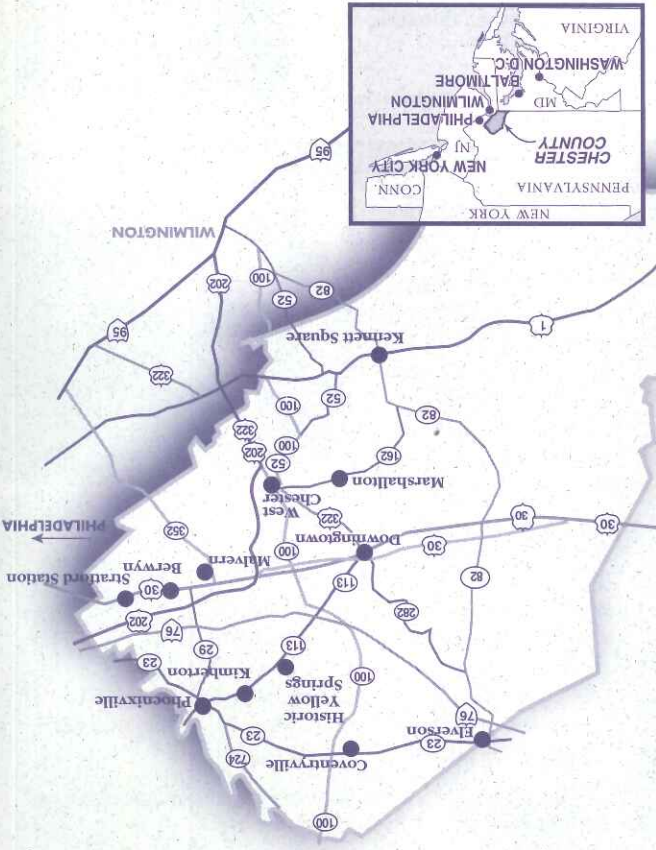 100
724
Coventryville
23
23
Elverson
76
Historic
Yellow
Springs
Phoenixville
Kimberton
23
100
113
29
76
202
282
113
Stratford Station
30
Berwyn
Malvern
82
Downingtown
30
30
30
100
352
PHILADELPHIA
322
West
Chester
Marshallton
162
52
202
322
100
82
52
100
322
Kennett Square
1
95
82
52
100
202
WILMINGTON
95
NEW YORK
PENNSYLVANIA
CONN.
NEW YORK CITY
NJ
CHESTER
COUNTY
PHILADELPHIA
WILMINGTON
MD
BALTIMORE
WASHINGTON D.C.
VIRGINIA